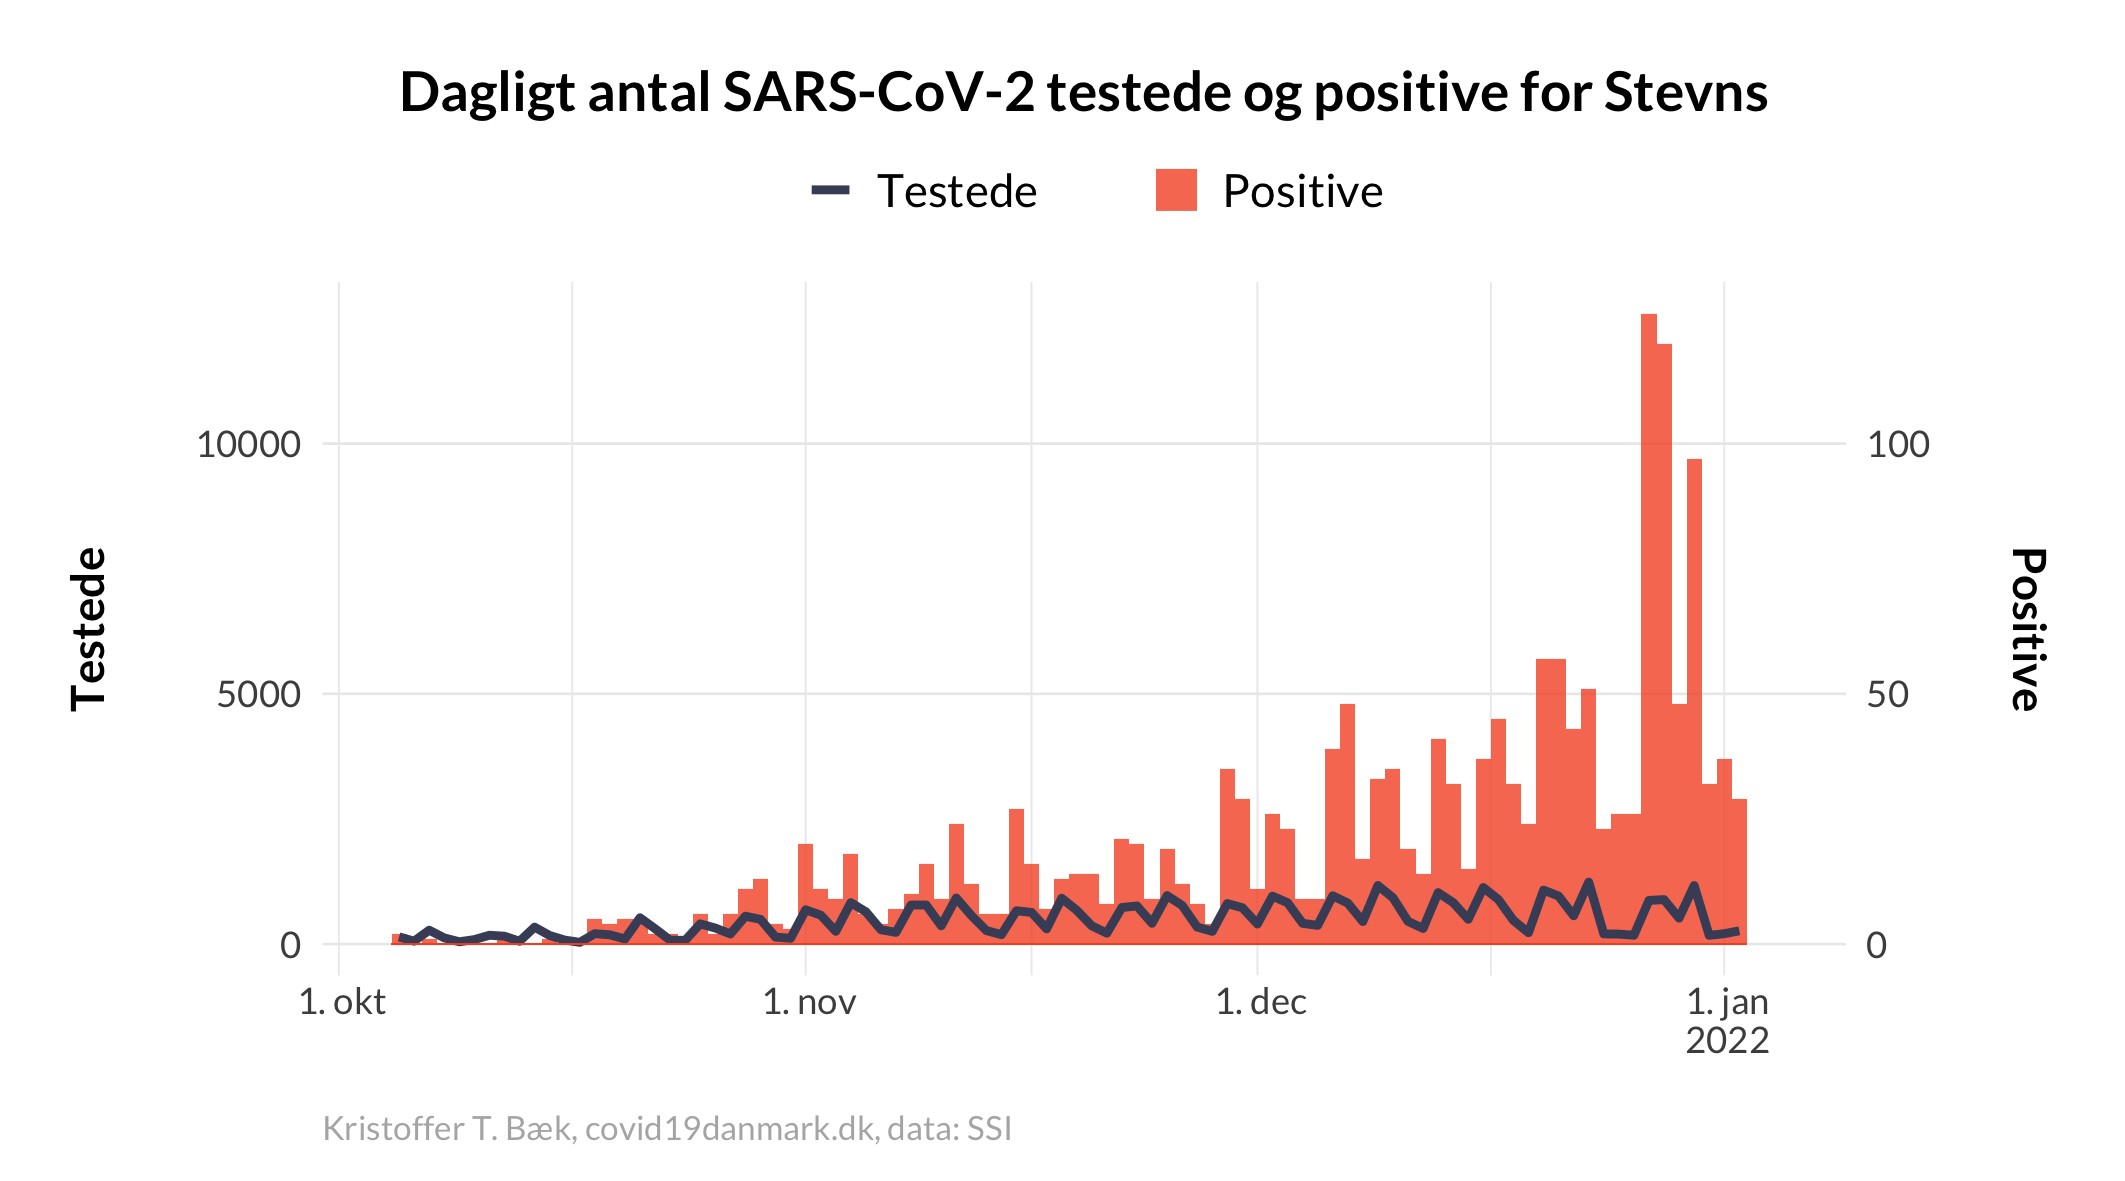 Dagligt antal SARS-CoV-2 testede og positive for Stevns
Testede
Positive
Testede
Positive
10000
5000
0
100
50
0
1. okt
1. nov
1. dec
1. jan
2022
Kristoffer T. Bæk, covid19danmark.dk, data: SSI